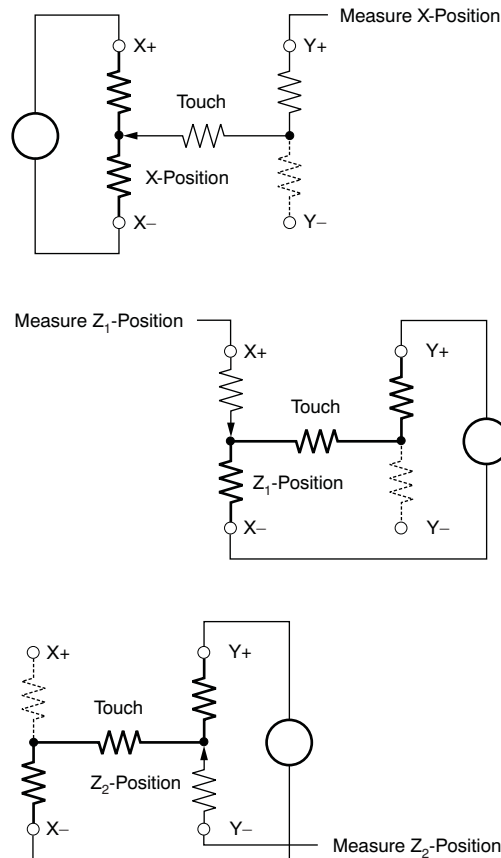 Measure X-Position
X+ Y+
Touch
X-Position
X– Y–
Measure Z₁-Position
X+ Y+
Touch
Z₁-Position
X– Y–
X+ Y+
Touch
Z₂-Position
X– Y–
Measure Z₂-Position